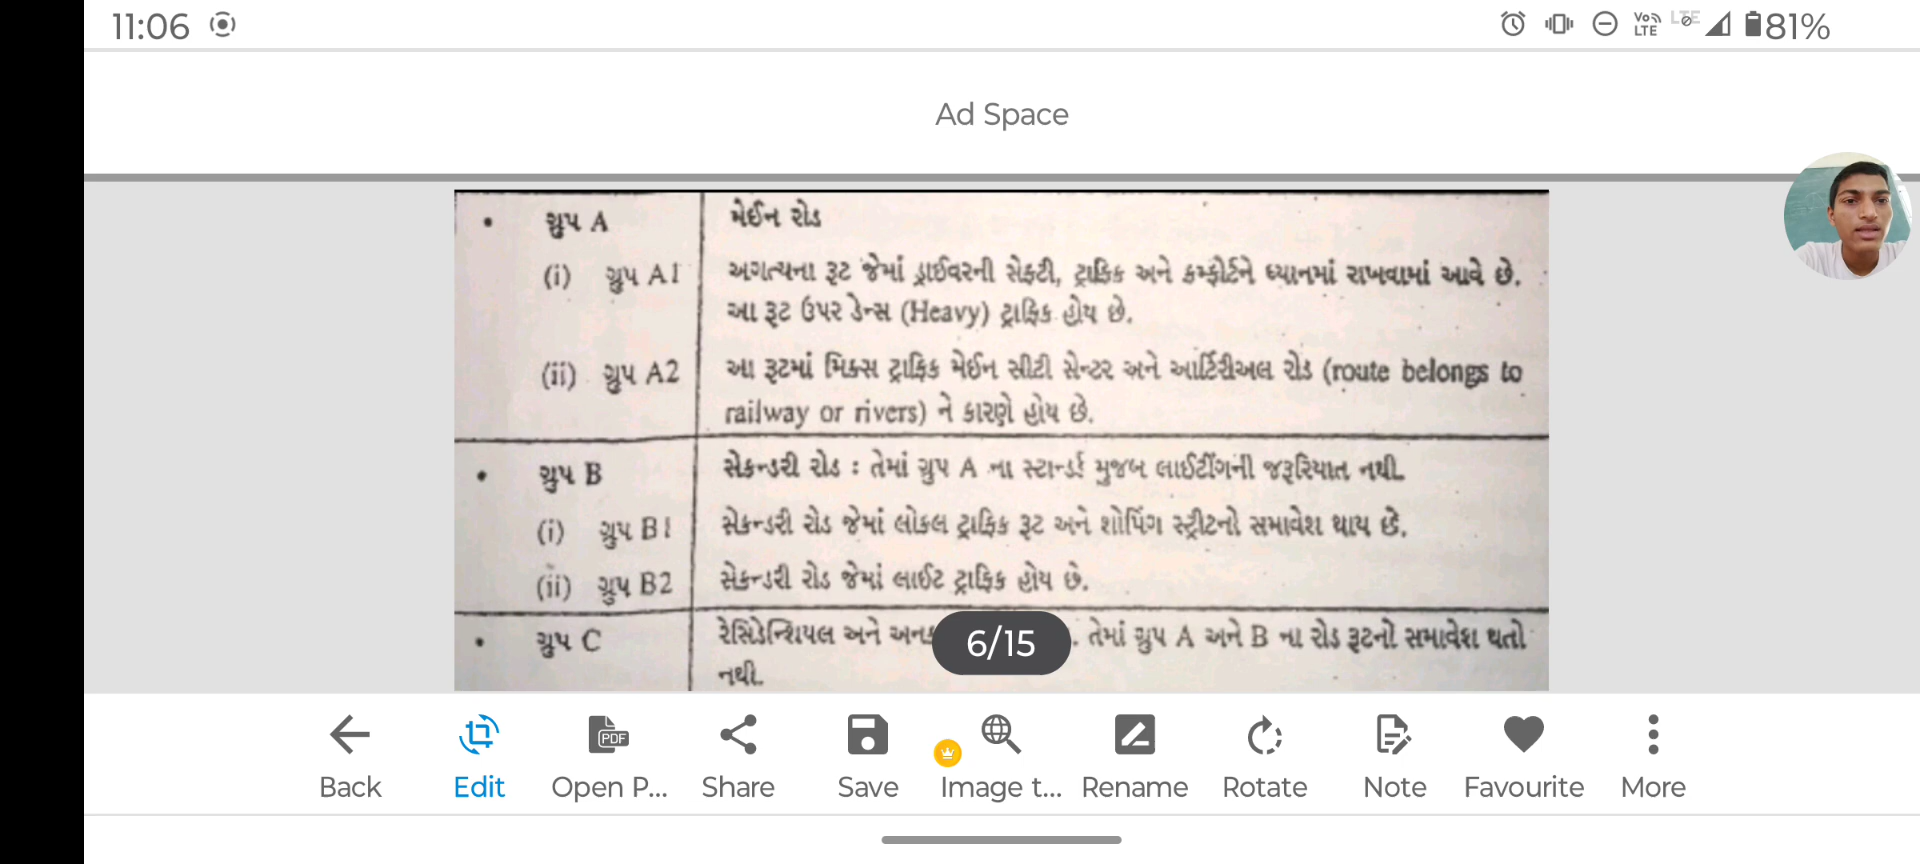 11:06
Vo LTE LTE 81%
Ad Space
• ગ્રુપ A મેઈન રોડ
(i) ગ્રુપ A1 અગત્યના રૂટ જેમાં ડ્રાઈવરની સેફ્ટી, ટ્રાફિક અને કમ્ફોર્ટને ધ્યાનમાં રાખવામાં આવે છે.
આ રૂટ ઉપર ડેન્સ (Heavy) ટ્રાફિક હોય છે.
(ii) ગ્રુપ A2 આ રૂટમાં મિક્સ ટ્રાફિક મેઈન સીટી સેન્ટર અને આર્ટિરીઅલ રોડ (route belongs to
railway or rivers) ને કારણે હોય છે.
• ગ્રુપ B સેકન્ડરી રોડ : તેમાં ગ્રુપ A ના સ્ટાન્ડર્ડ મુજબ લાઈટીંગની જરૂરિયાત નથી.
(i) ગ્રુપ B1 સેકન્ડરી રોડ જેમાં લોકલ ટ્રાફિક રૂટ અને શોપિંગ સ્ટ્રીટનો સમાવેશ થાય છે.
(ii) ગ્રુપ B2 સેકન્ડરી રોડ જેમાં લાઈટ ટ્રાફિક હોય છે.
• ગ્રુપ C રેસિડેન્શિયલ અને તેમાં ગ્રુપ A અને B ના રોડ રૂટનો સમાવેશ થતો
નથી.
6/15
Back Edit Open P... Share Save Image t... Rename Rotate Note Favourite More